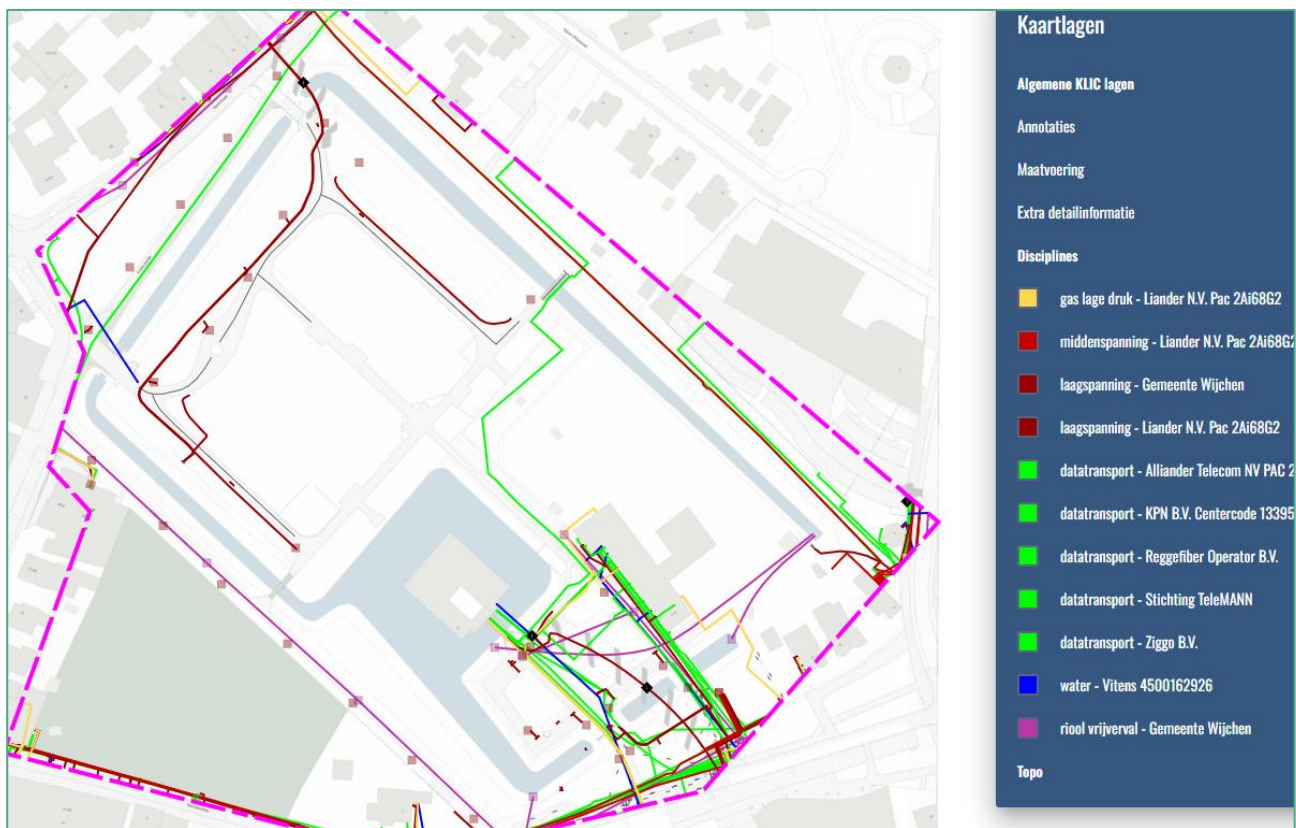 Kaartlagen
Algemene KLIC lagen
Annotaties
Maatvoering
Extra detailinformatie
Disciplines
gas lage druk - Liander N.V. Pac 2Ai68G2
middenspanning - Liander N.V. Pac 2Ai68G2
laagspanning - Gemeente Wijchen
laagspanning - Liander N.V. Pac 2Ai68G2
datatransport - Alliander Telecom NV PAC 2
datatransport - KPN B.V. Centercode 13395
datatransport - Reggefiber Operator B.V.
datatransport - Stichting TeleMANN
datatransport - Ziggo B.V.
water - Vitens 4500162926
riool vrijverval - Gemeente Wijchen
Topo